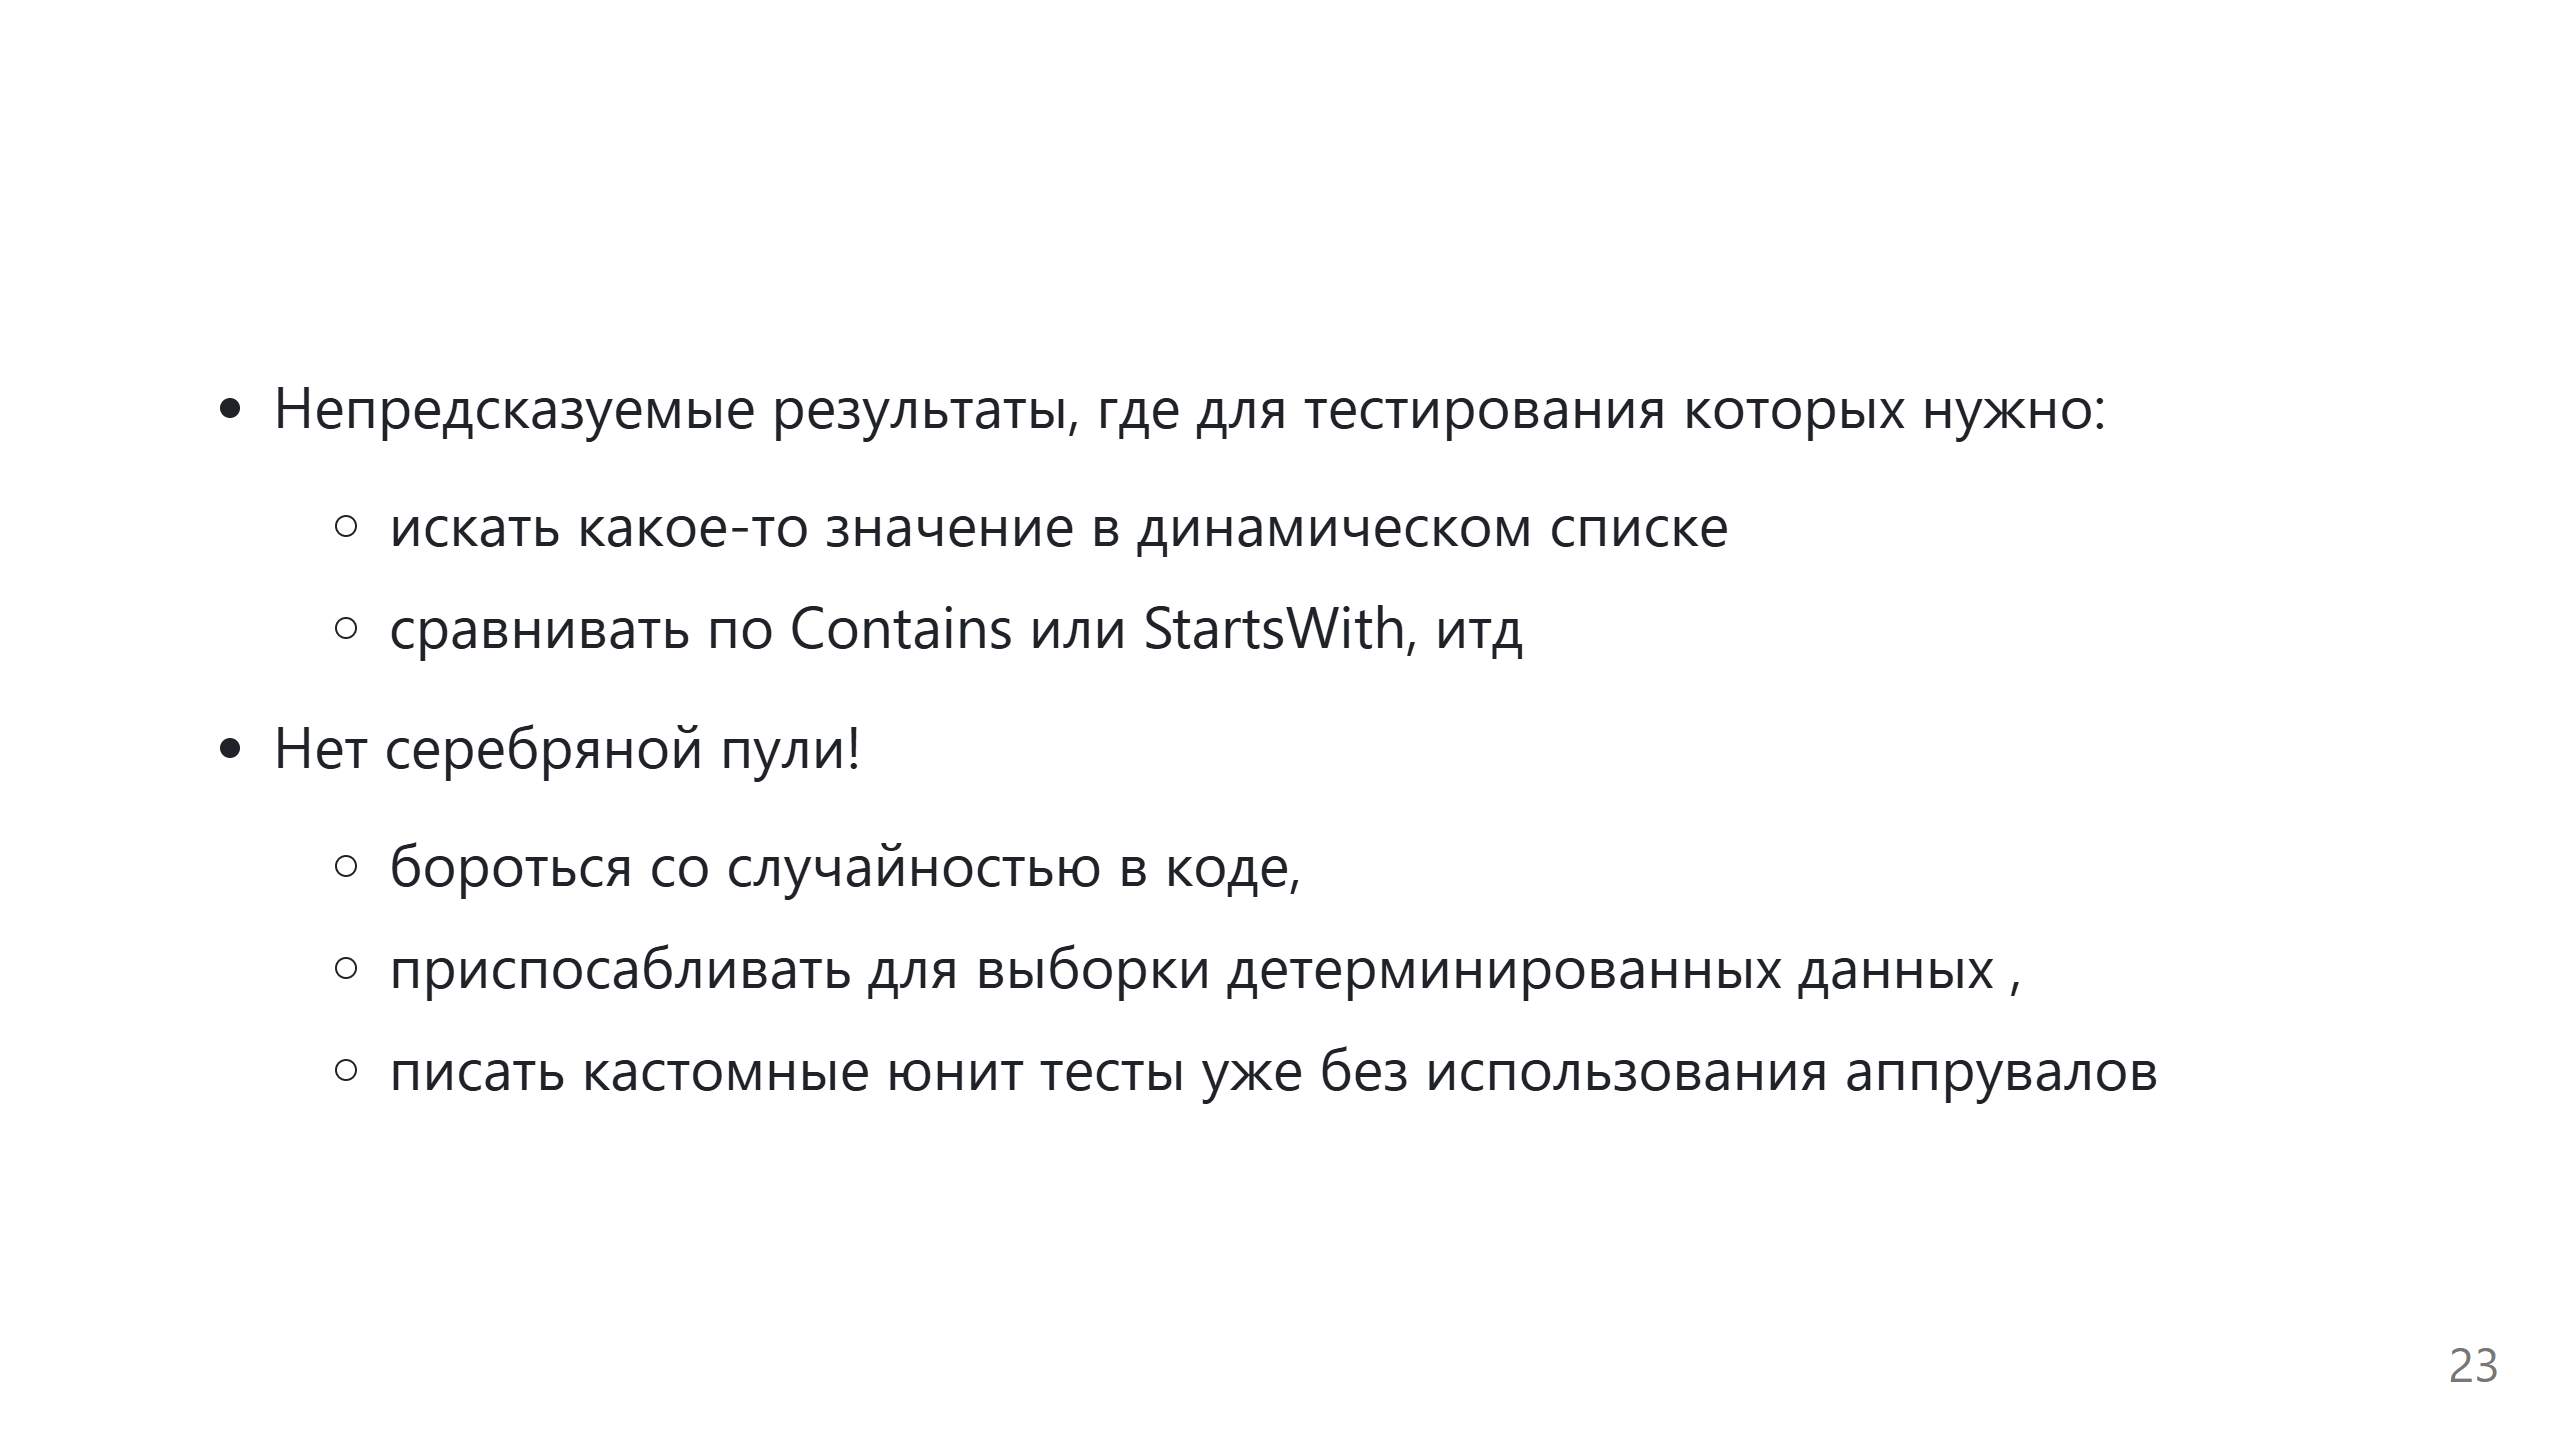 Непредсказуемые результаты, где для тестирования которых нужно:
искать какое-то значение в динамическом списке
сравнивать по Contains или StartsWith, итд
Нет серебряной пули!
бороться со случайностью в коде,
приспосабливать для выборки детерминированных данных ,
писать кастомные юнит тесты уже без использования аппрувалов
23